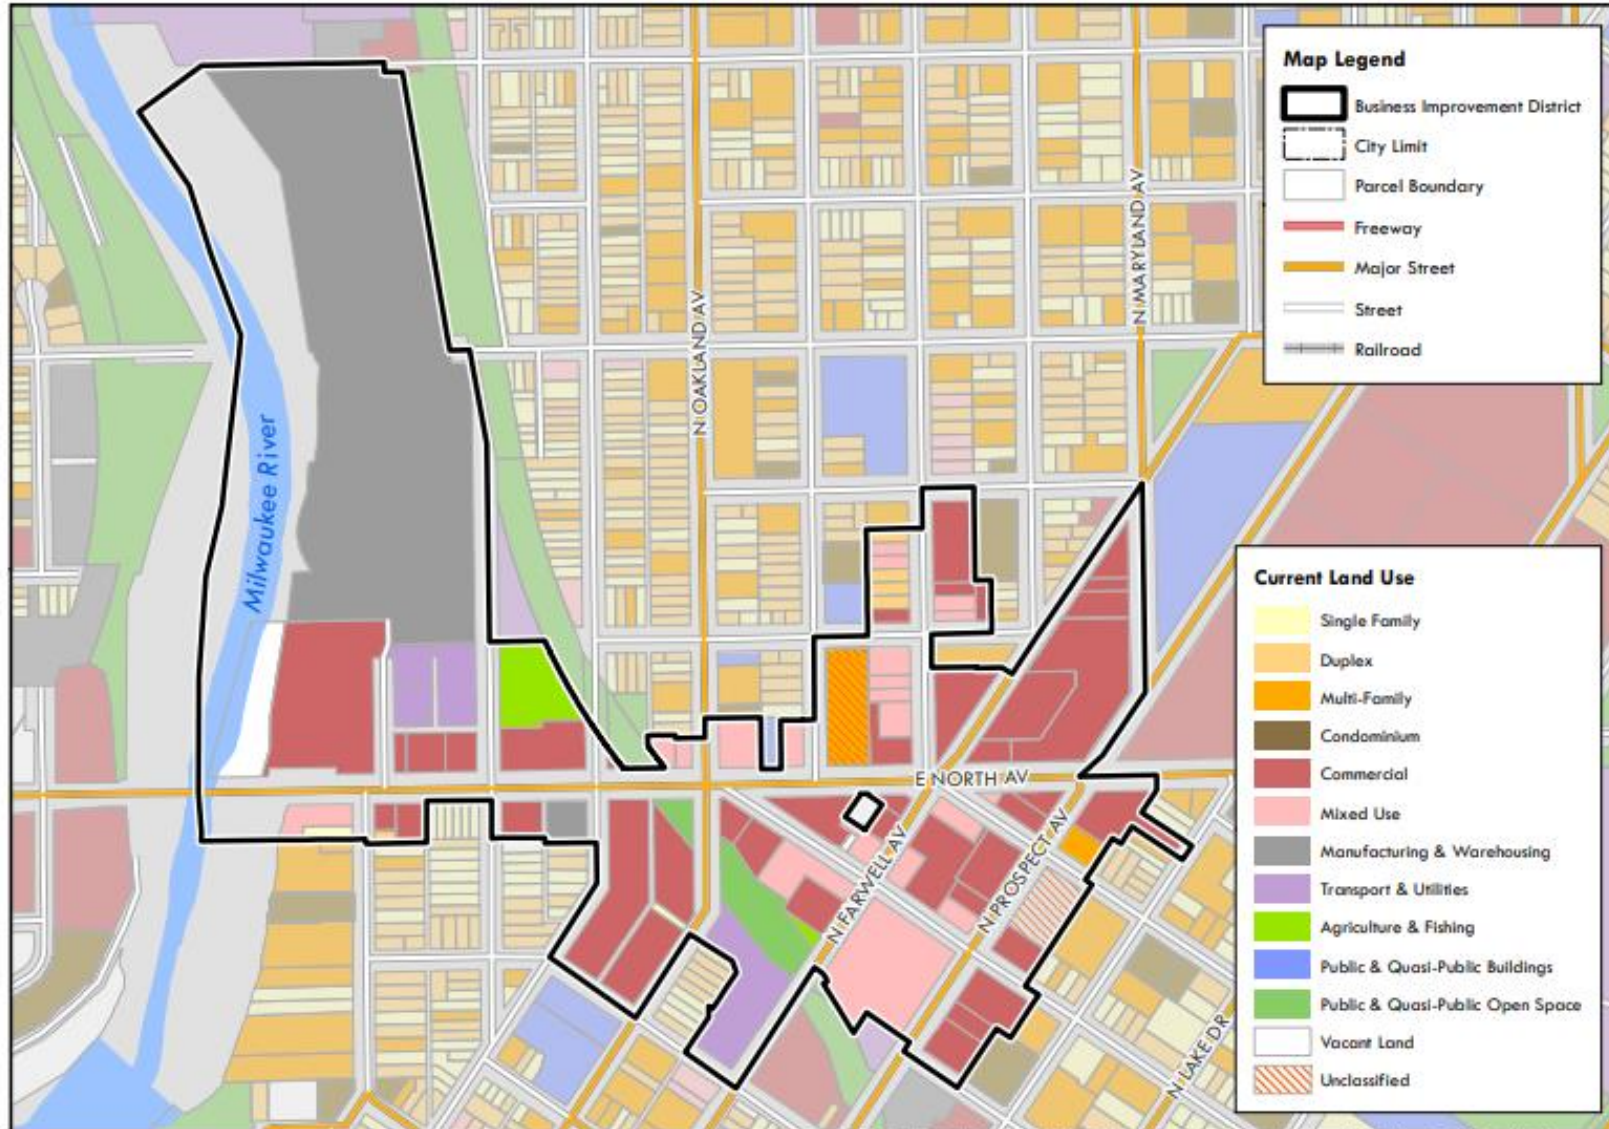 Map Legend
Business Improvement District
City Limit
Parcel Boundary
Freeway
Major Street
Street
Railroad
N MARYLAND AV
N OAKLAND AV
Milwaukee River
E NORTH AV
N FARWELL AV
N PROSPECT AV
N LAKE DR
Current Land Use
Single Family
Duplex
Multi-Family
Condominium
Commercial
Mixed Use
Manufacturing & Warehousing
Transport & Utilities
Agriculture & Fishing
Public & Quasi-Public Buildings
Public & Quasi-Public Open Space
Vacant Land
Unclassified